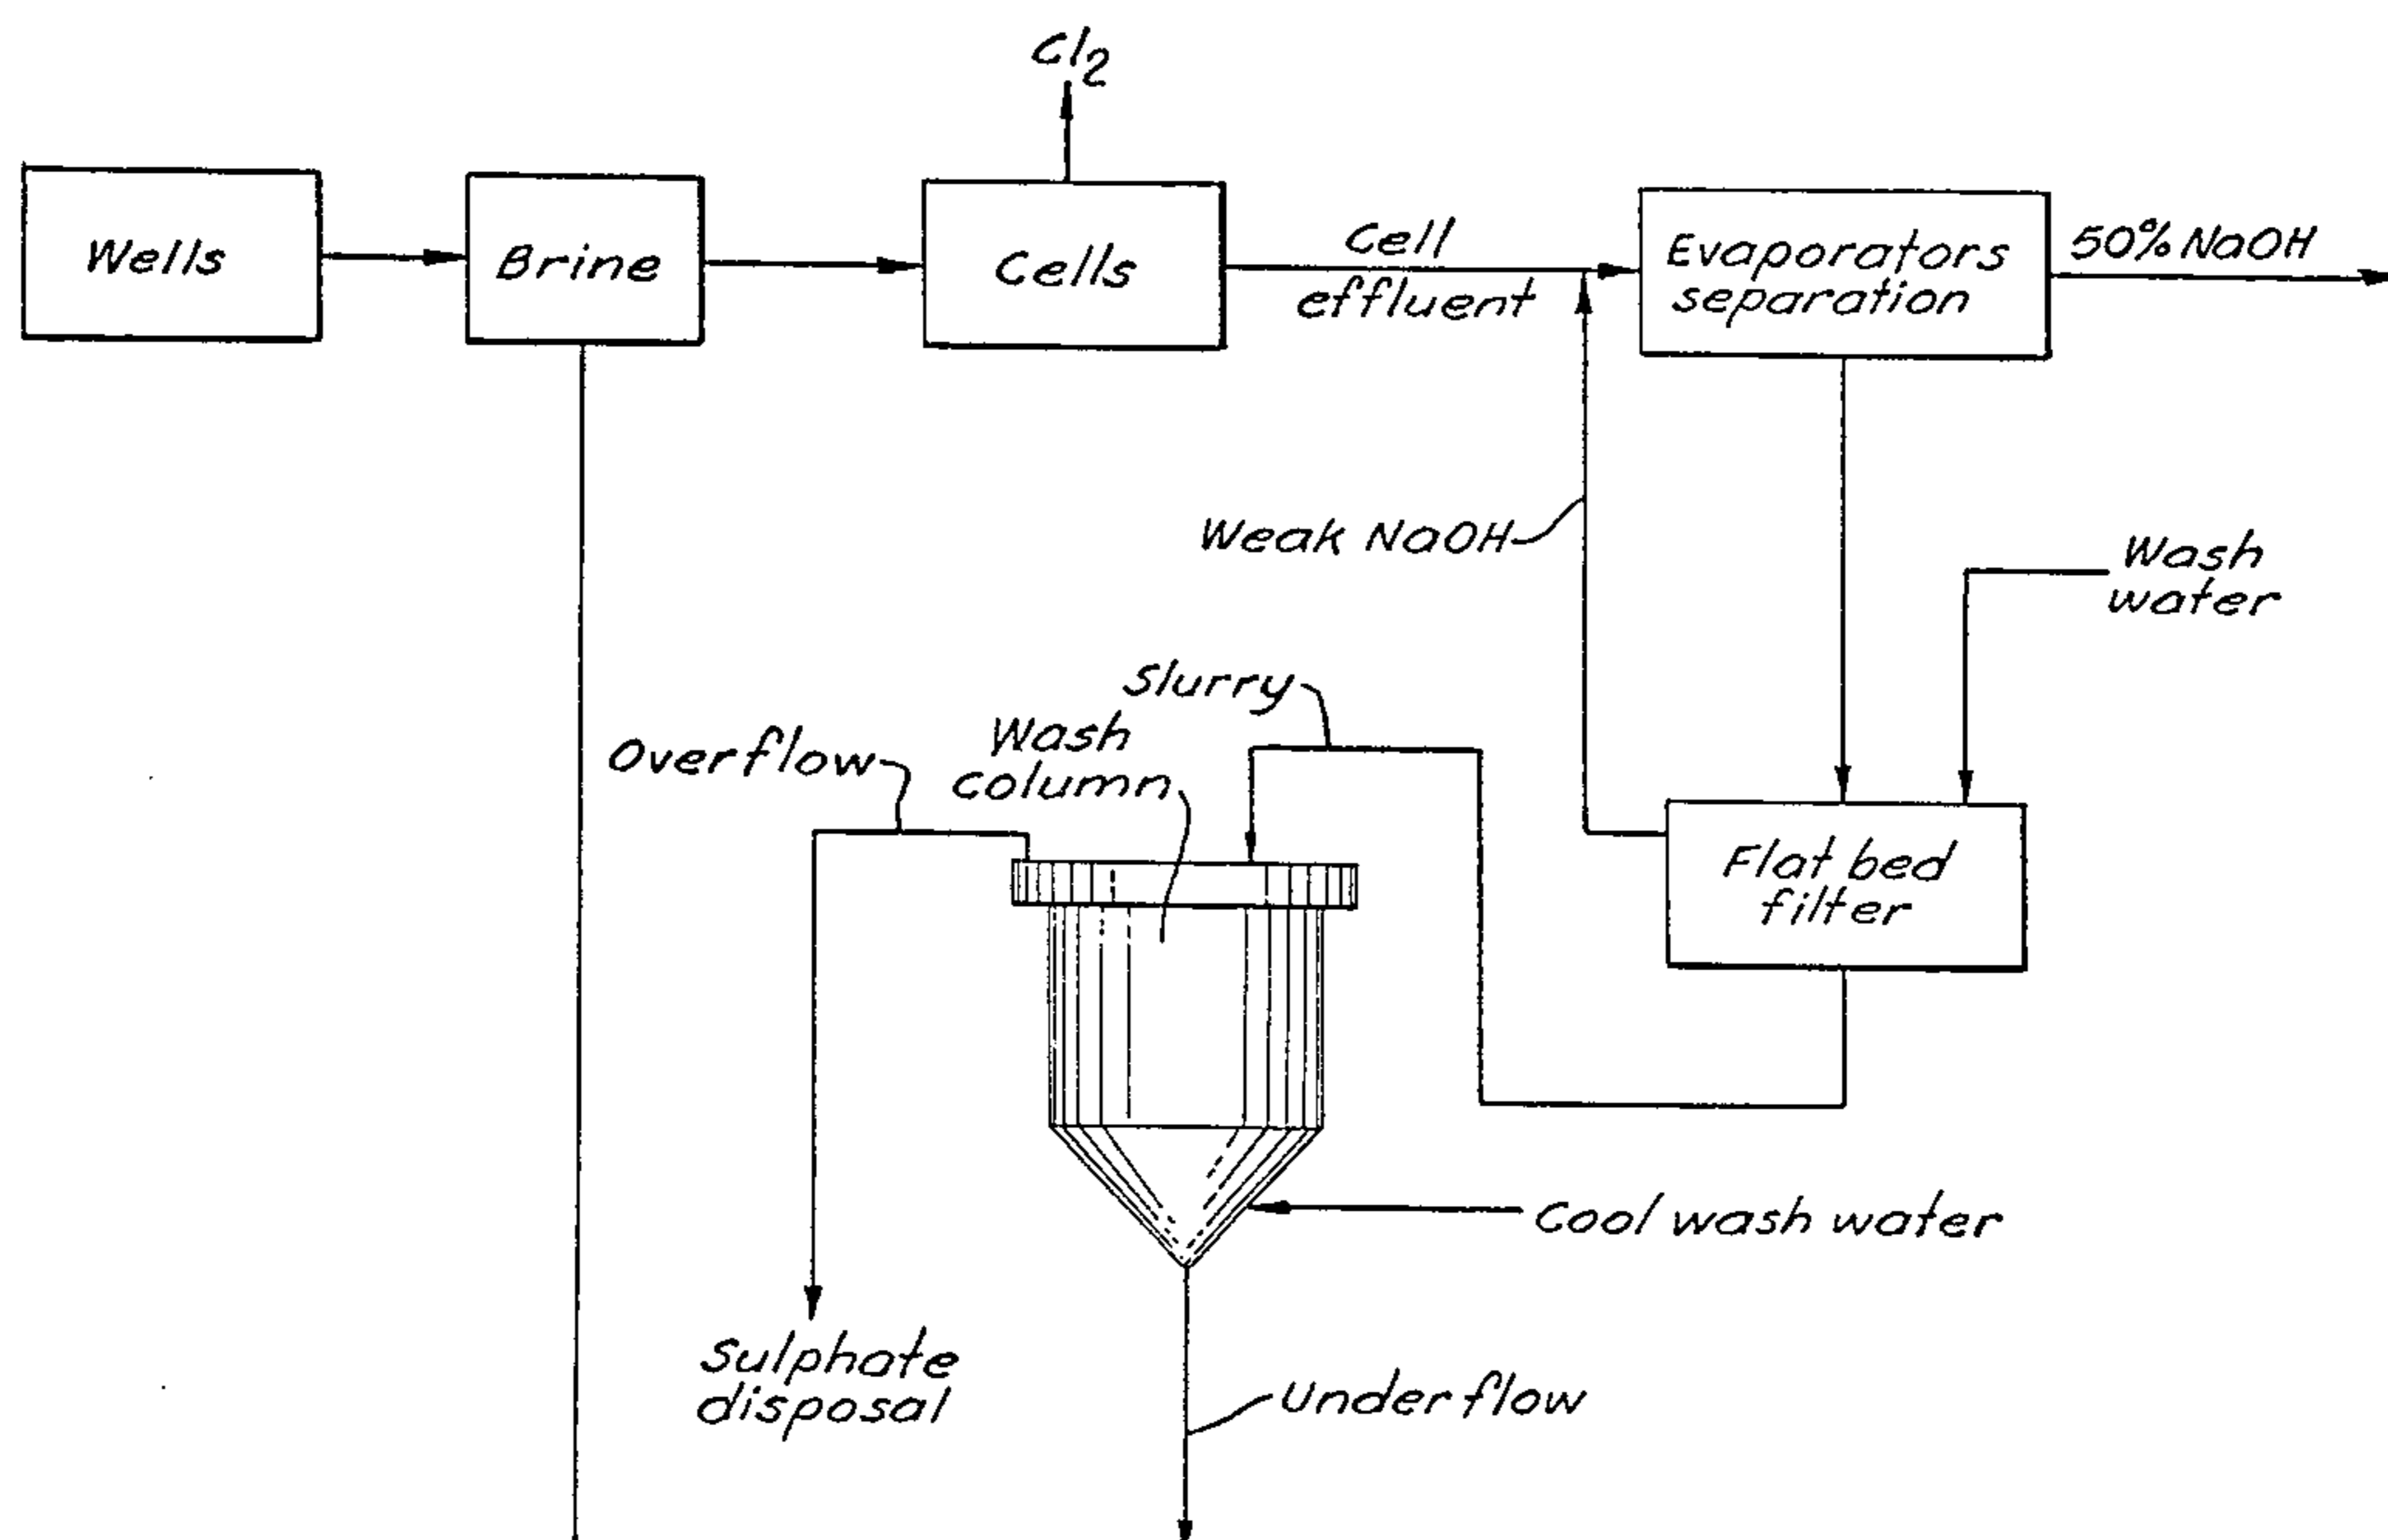 Cl2
Wells
Brine
Cells
Cell
effluent
Evaporators
separation
50% NaOH
Weak NaOH
Wash
water
Slurry
Overflow
Wash
column
Flat bed
filter
Cool wash water
Sulphate
disposal
Underflow